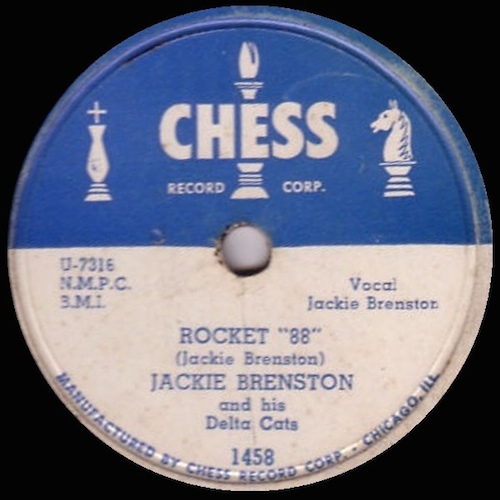 CHESS
RECORD CORP.
U-7316
N.M.P.C.
B.M.I.
Vocal
Jackie Brenston
ROCKET "88"
(Jackie Brenston)
JACKIE BRENSTON
and his
Delta Cats
1458
MANUFACTURED BY CHESS RECORD CORP. - CHICAGO, ILL